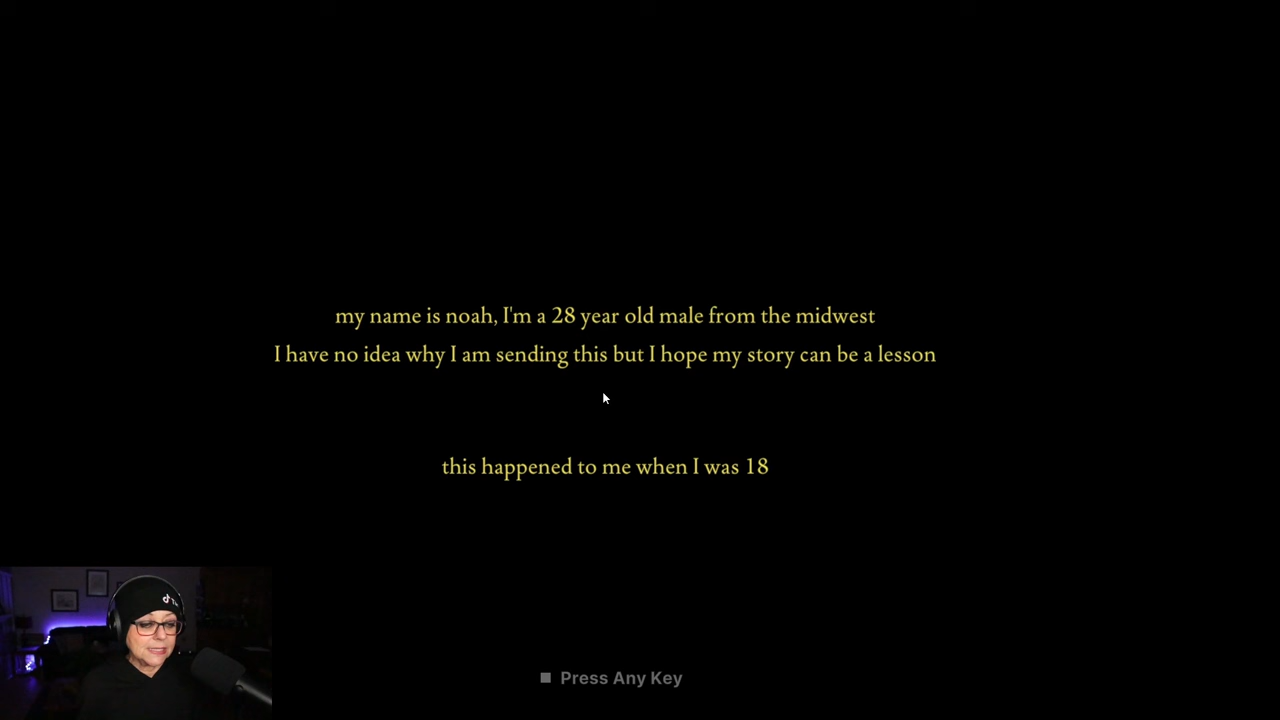 my name is noah, I'm a 28 year old male from the midwest
I have no idea why I am sending this but I hope my story can be a lesson
this happened to me when I was 18
Press Any Key